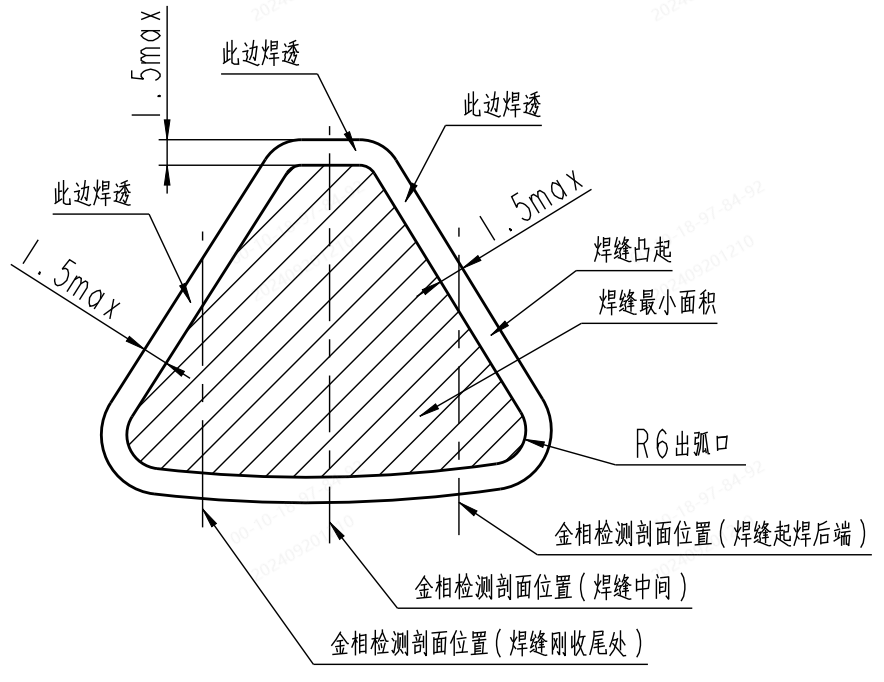 1.5max
此边焊透
此边焊透
此边焊透
1.5max
1.5max
焊缝凸起
焊缝最小面积
R6出弧口
金相检测剖面位置(焊缝起焊后端)
金相检测剖面位置(焊缝中间)
金相检测剖面位置(焊缝刚收尾处)